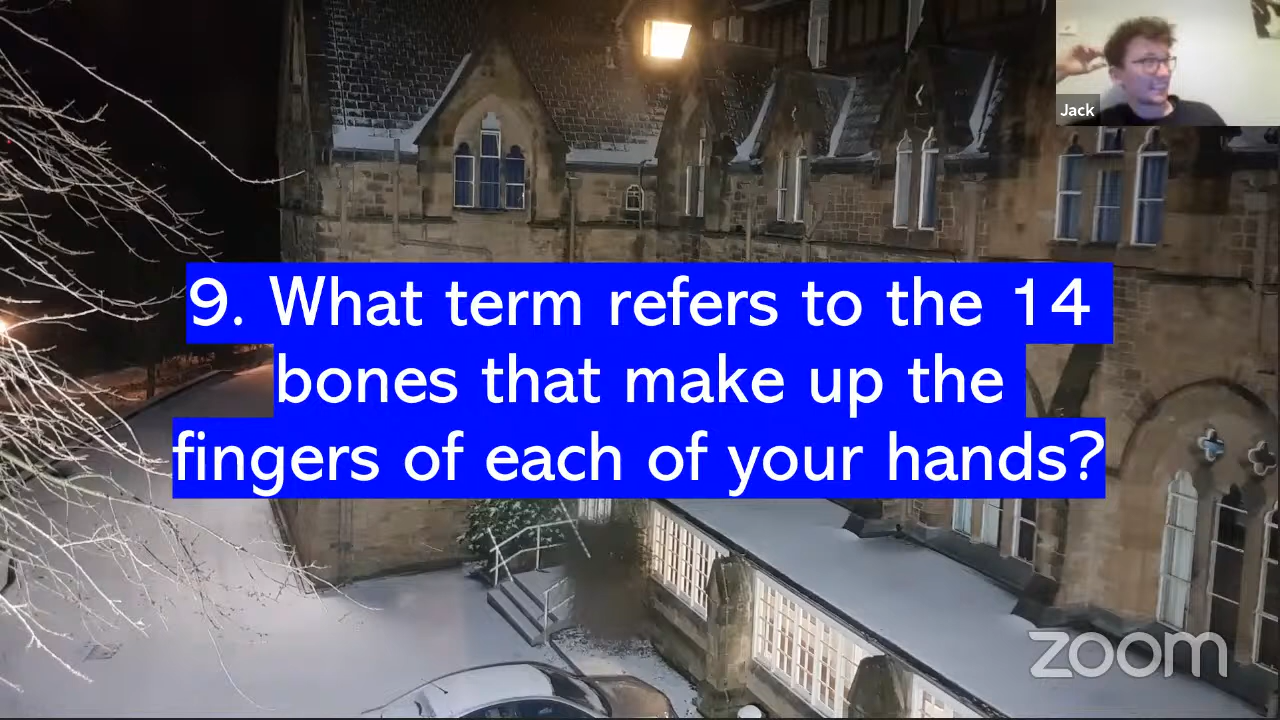 Jack
9. What term refers to the 14
bones that make up the
fingers of each of your hands?
zoom